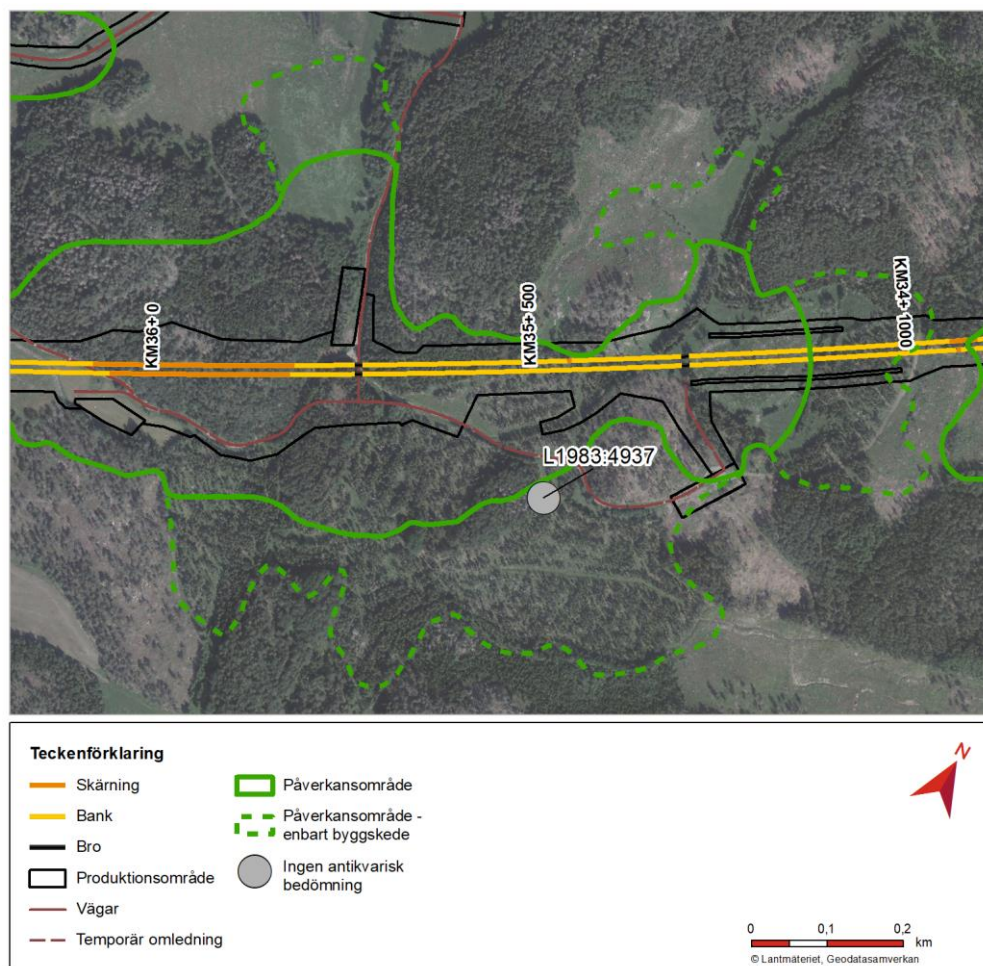 KM36+ 0
KM35+ 500
KM34+ 1000
L1983:4937
Teckenförklaring
Skärning
Bank
Bro
Produktionsområde
Vägar
Temporär omledning
Påverkansområde
Påverkansområde -
enbart byggskede
Ingen antikvarisk
bedömning
N
0 0,1 0,2
km
© Lantmäteriet, Geodatasamverkan